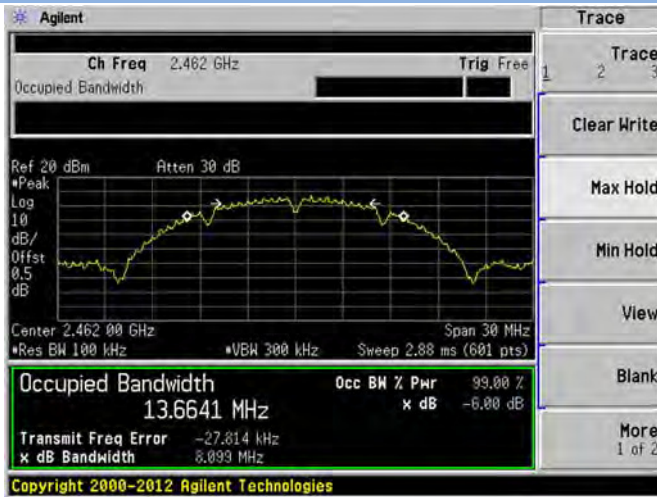 Agilent
Trace
Ch Freq 2.462 GHz Trig Free
Occupied Bandwidth
Trace
1 2 3
Clear Write
Max Hold
Min Hold
View
Blank
More
1 of 2
Ref 20 dBm Atten 30 dB
*Peak
Log
10
dB/
Offst
0.5
dB
Center 2.462 00 GHz Span 30 MHz
*Res BW 100 kHz *VBW 300 kHz Sweep 2.88 ms (601 pts)
Occupied Bandwidth Occ BW % Pwr 99.00 %
13.6641 MHz x dB -6.00 dB
Transmit Freq Error -27.814 kHz
x dB Bandwidth 8.099 MHz
Copyright 2000-2012 Agilent Technologies